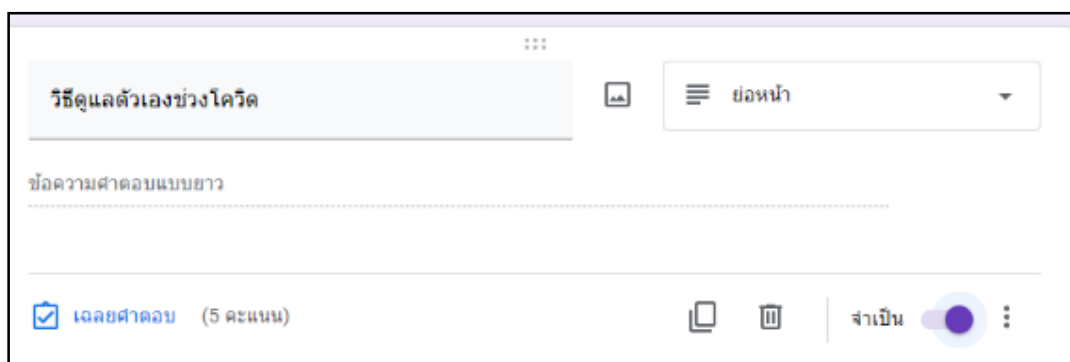 วิธีดูแลตัวเองช่วงโควิด
ย่อหน้า
ข้อความคำตอบแบบยาว
เฉลยคำตอบ (5 คะแนน)
จำเป็น